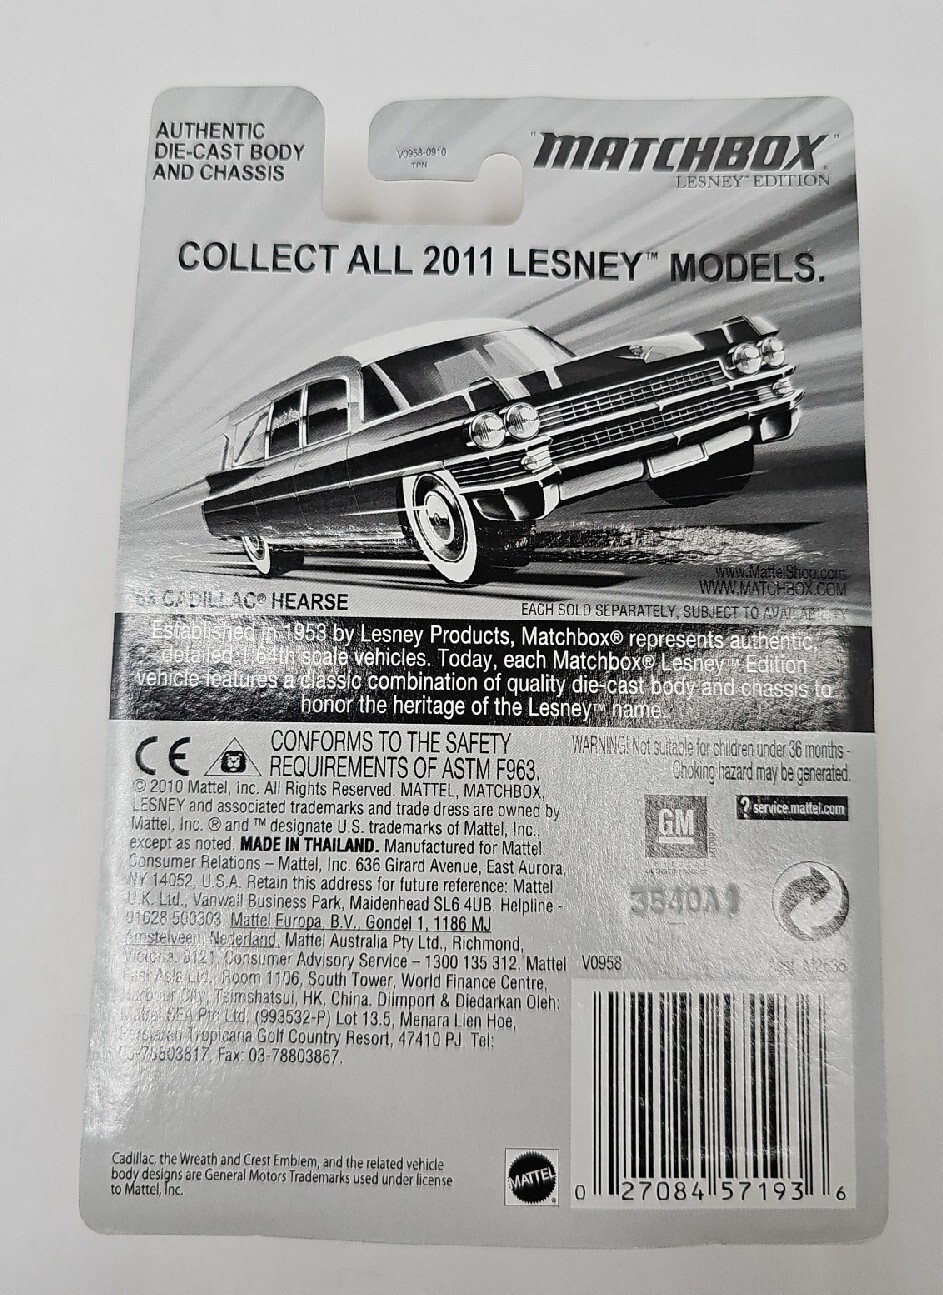 AUTHENTIC
DIE-CAST BODY
AND CHASSIS
V0958-0910
"MATCHBOX"
LESNEY™ EDITION
COLLECT ALL 2011 LESNEY™ MODELS.
www.MattelShop.com
WWW.MATCHBOX.COM
CADILLAC® HEARSE
EACH SOLD SEPARATELY, SUBJECT TO AVAILABILITY
Established in 1953 by Lesney Products, Matchbox® represents authentic,
detailed 1:64th scale vehicles. Today, each Matchbox® Lesney™ Edition
vehicle features a classic combination of quality die-cast body and chassis to
honor the heritage of the Lesney™ name.
CE
CONFORMS TO THE SAFETY
REQUIREMENTS OF ASTM F963.
© 2010 Mattel, Inc. All Rights Reserved. MATTEL, MATCHBOX,
LESNEY and associated trademarks and trade dress are owned by
Mattel, Inc. ® and ™ designate U.S. trademarks of Mattel, Inc.,
except as noted. MADE IN THAILAND. Manufactured for Mattel.
Consumer Relations – Mattel, Inc. 636 Girard Avenue, East Aurora,
NY 14052, U.S.A. Retain this address for future reference: Mattel
U.K. Ltd., Vanwall Business Park, Maidenhead SL6 4UB. Helpline -
01628 500303. Mattel Europa, B.V., Gondel 1, 1186 MJ
Amstelveen, Nederland. Mattel Australia Pty Ltd., Richmond,
Victoria. 3121. Consumer Advisory Service – 1300 135 312. Mattel
East Asia Ltd., Room 1106, South Tower, World Finance Centre,
Harbour City, Tsimshatsui, HK, China. Diimport & Diedarkan Oleh:
Mattel SEA Pte Ltd. (993532-P) Lot 13.5, Menara Lien Hoe,
Tropicana Golf Country Resort, 47410 PJ. Tel:
03-78803817, Fax: 03-78803867.
WARNING! Not suitable for children under 36 months -
Choking hazard may be generated.
? service.mattel.com
GM
V0958
Asst.
Cadillac, the Wreath and Crest Emblem, and the related vehicle
body designs are General Motors Trademarks used under license
to Mattel, Inc.
MATTEL
0 27084 57193 6